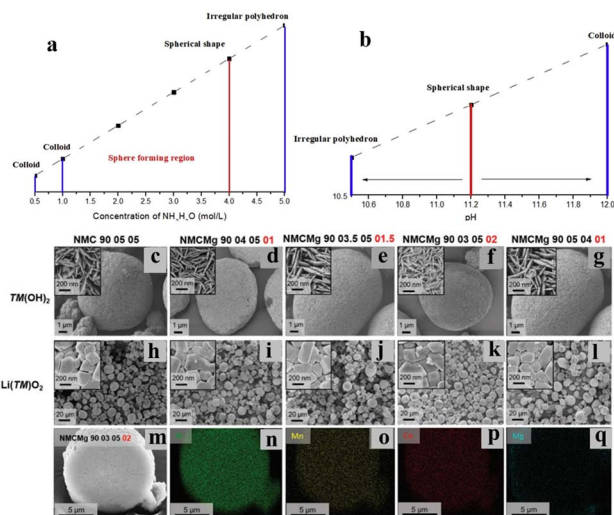 a
Irregular polyhedron
Spherical shape
Colloid
Colloid
Sphere forming region
0.5 1.0 1.5 2.0 2.5 3.0 3.5 4.0 4.5 5.0
Concentration of NH3H2O (mol/L)
b
Colloid
Spherical shape
Irregular polyhedron
10.5
10.6 10.8 11.0 11.2 11.4 11.6 11.8 12.0
pH
NMC 90 05 05
NMCMg 90 04 05 01
NMCMg 90 03.5 05 01.5
NMCMg 90 03 05 02
NMCMg 90 05 04 01
TM(OH)2
c
200 nm
1 µm
d
200 nm
1 µm
e
200 nm
1 µm
f
200 nm
1 µm
g
200 nm
1 µm
Li(TM)O2
h
200 nm
20 µm
i
200 nm
20 µm
j
200 nm
20 µm
k
200 nm
20 µm
l
200 nm
20 µm
NMCMg 90 03 05 02
m
5 µm
n
5 µm
Mn
o
5 µm
p
5 µm
Mg
q
5 µm